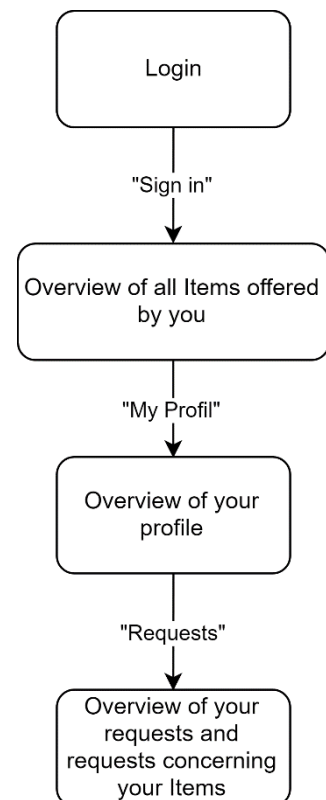 Login
"Sign in"
Overview of all Items offered
by you
"My Profil"
Overview of your
profile
"Requests"
Overview of your
requests and
requests concerning
your Items